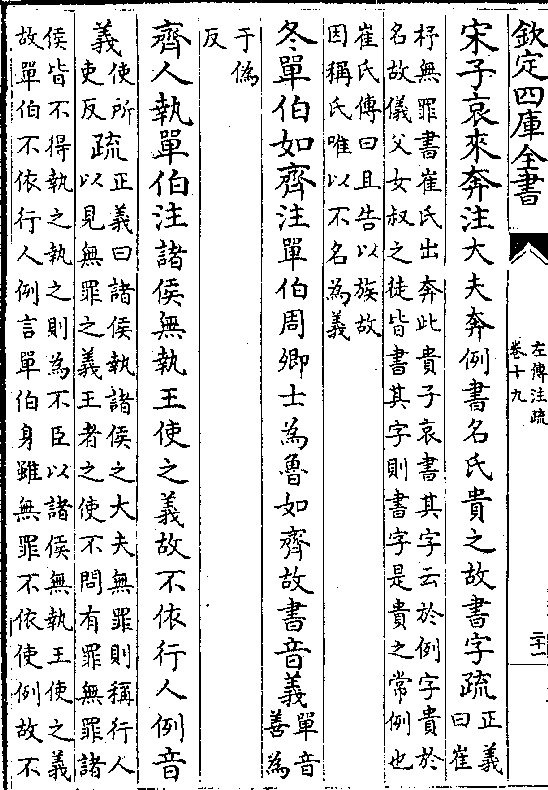 欽定四庫全書
左傳注疏
卷十九
二十一
宋子哀來奔注大夫奔例書名氏貴之故書字疏正義
曰崔
杼無罪書崔氏出奔此貴子哀書其字云於例字貴於
名故儀父女叔之徒皆書其字則書字是貴之常例也
崔氏傳曰且告以族故
因稱氏唯以不名為義
冬單伯如齊注單伯周卿士為魯如齊故書音義單音
善為
于偽
反
齊人執單伯注諸侯無執王使之義故不依行人例音
義使所
吏反疏正義曰諸侯執諸侯之大夫無罪則稱行人
以見無罪之義王者之使不問有罪無罪諸
侯皆不得執之執之則為不臣以諸侯無執王使之義
故單伯不依行人例言單伯身雖無罪不依使例故不